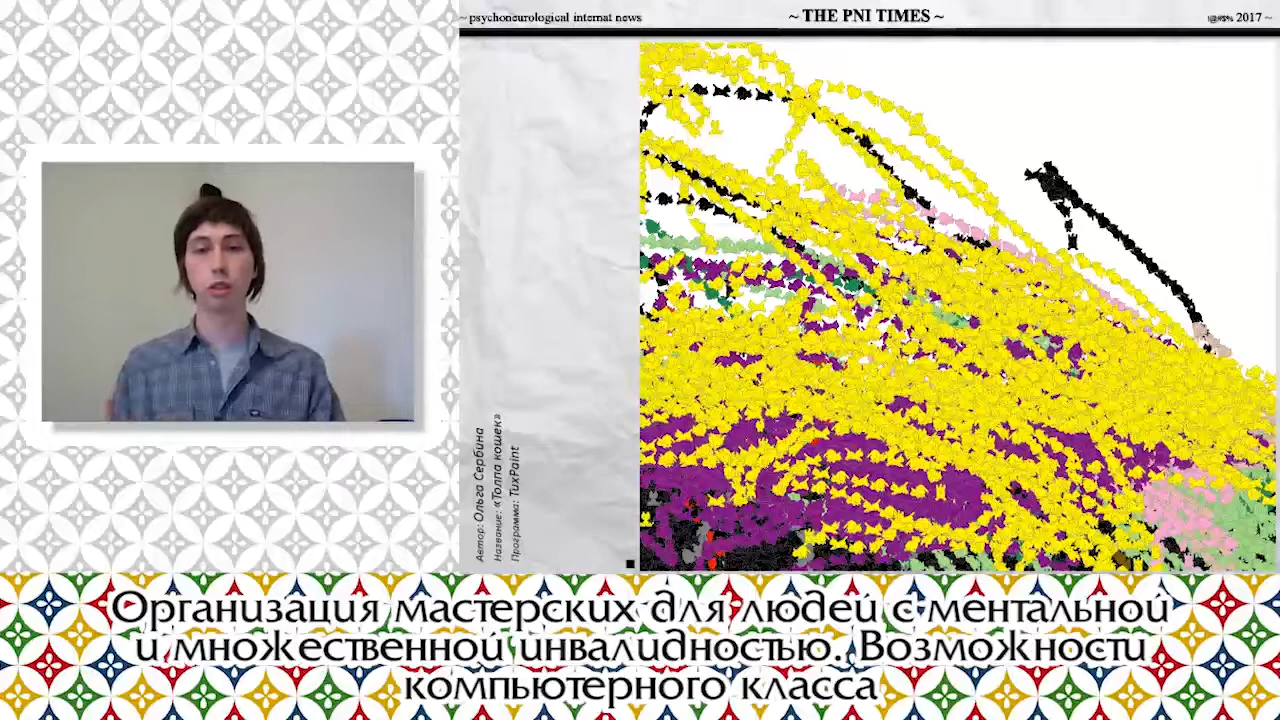 ~ psychoneurological internat news
~ THE PNI TIMES ~
!@#$% 2017 ~
Автор: Ольга Сербина
Название: «Толпа кошек»
Программа: TuxPaint
Организация мастерских для людей с ментальной
и множественной инвалидностью. Возможности
компьютерного класса